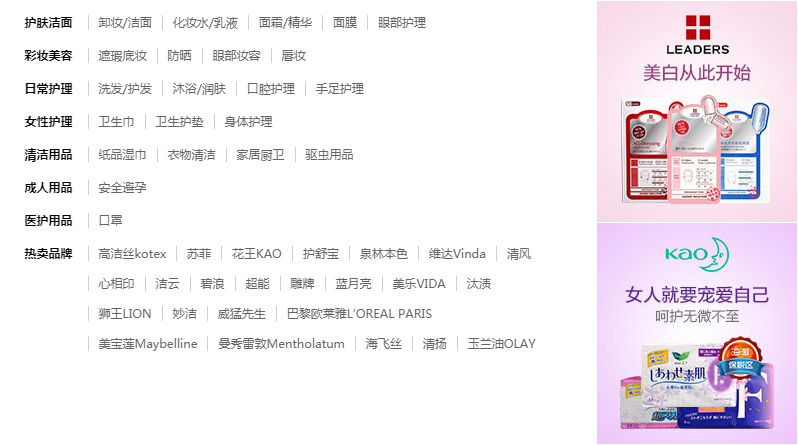 护肤洁面 卸妆/洁面 化妆水/乳液 面霜/精华 面膜 眼部护理
彩妆美容 遮瑕底妆 防晒 眼部妆容 唇妆
日常护理 洗发/护发 沐浴/润肤 口腔护理 手足护理
女性护理 卫生巾 卫生护垫 身体护理
清洁用品 纸品湿巾 衣物清洁 家居厨卫 驱虫用品
成人用品 安全避孕
医护用品 口罩
热卖品牌 高洁丝kotex 苏菲 花王KAO 护舒宝 泉林本色 维达Vinda 清风
心相印 洁云 碧浪 超能 雕牌 蓝月亮 美乐VIDA 汰渍
狮王LION 妙洁 威猛先生 巴黎欧莱雅L'OREAL PARIS
美宝莲Maybelline 曼秀雷敦Mentholatum 海飞丝 清扬 玉兰油OLAY
LEADERS
美白从此开始
Kao
女人就要宠爱自己
呵护无微不至
海淘
保税区
しあわせ素肌
F